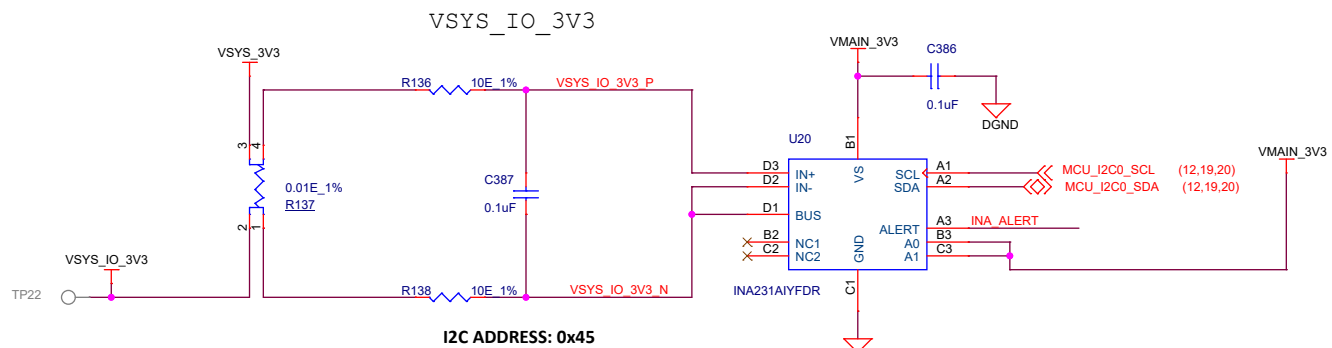 VSYS_IO_3V3
VSYS_3V3
VMAIN_3V3
C386
0.1uF
DGND
R136
10E_1%
VSYS_IO_3V3_P
U20
B1
VMAIN_3V3
3
4
0.01E_1%
R137
2
1
C387
0.1uF
D3
IN+
D2
IN-
D1
BUS
B2
NC1
C2
NC2
VS
GND
SCL
A1
MCU_I2C0_SCL
(12,19,20)
SDA
A2
MCU_I2C0_SDA
(12,19,20)
ALERT
A3
INA_ALERT
A0
B3
A1
C3
VSYS_IO_3V3
TP22
R138
10E_1%
VSYS_IO_3V3_N
INA231AIYFDR
C1
I2C ADDRESS: 0x45